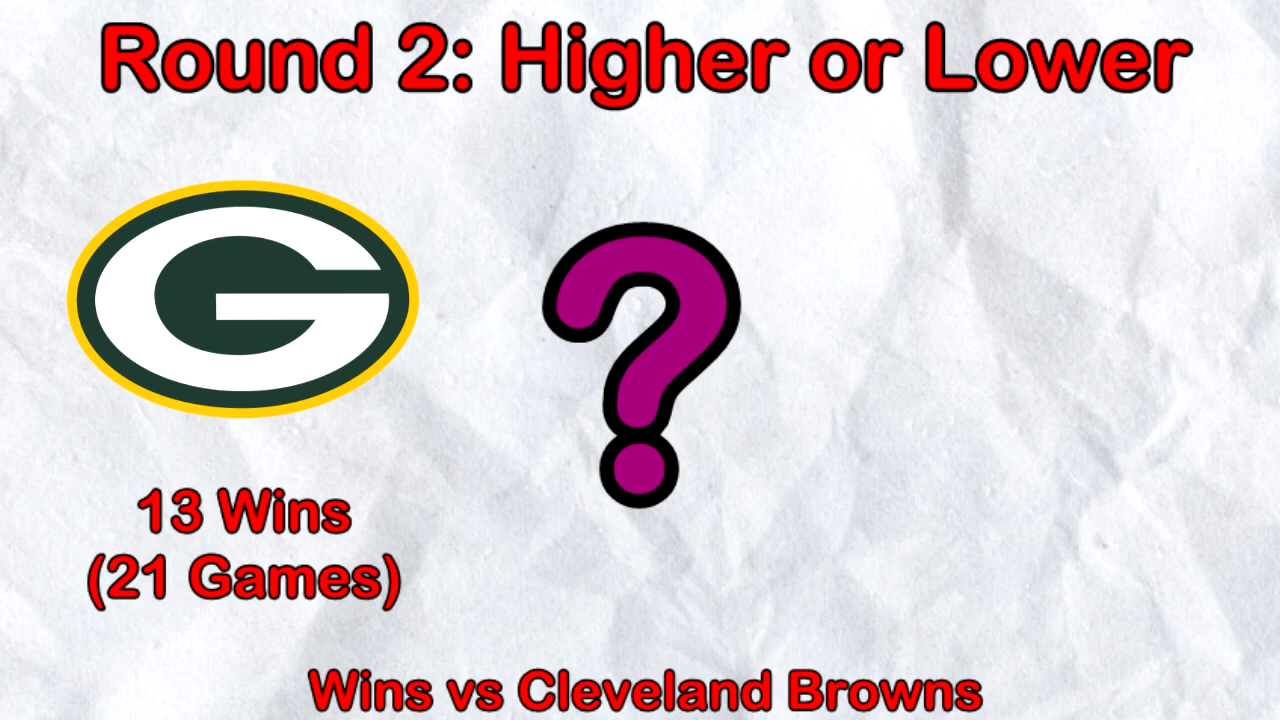 Round 2: Higher or Lower
G
?
13 Wins
(21 Games)
Wins vs Cleveland Browns